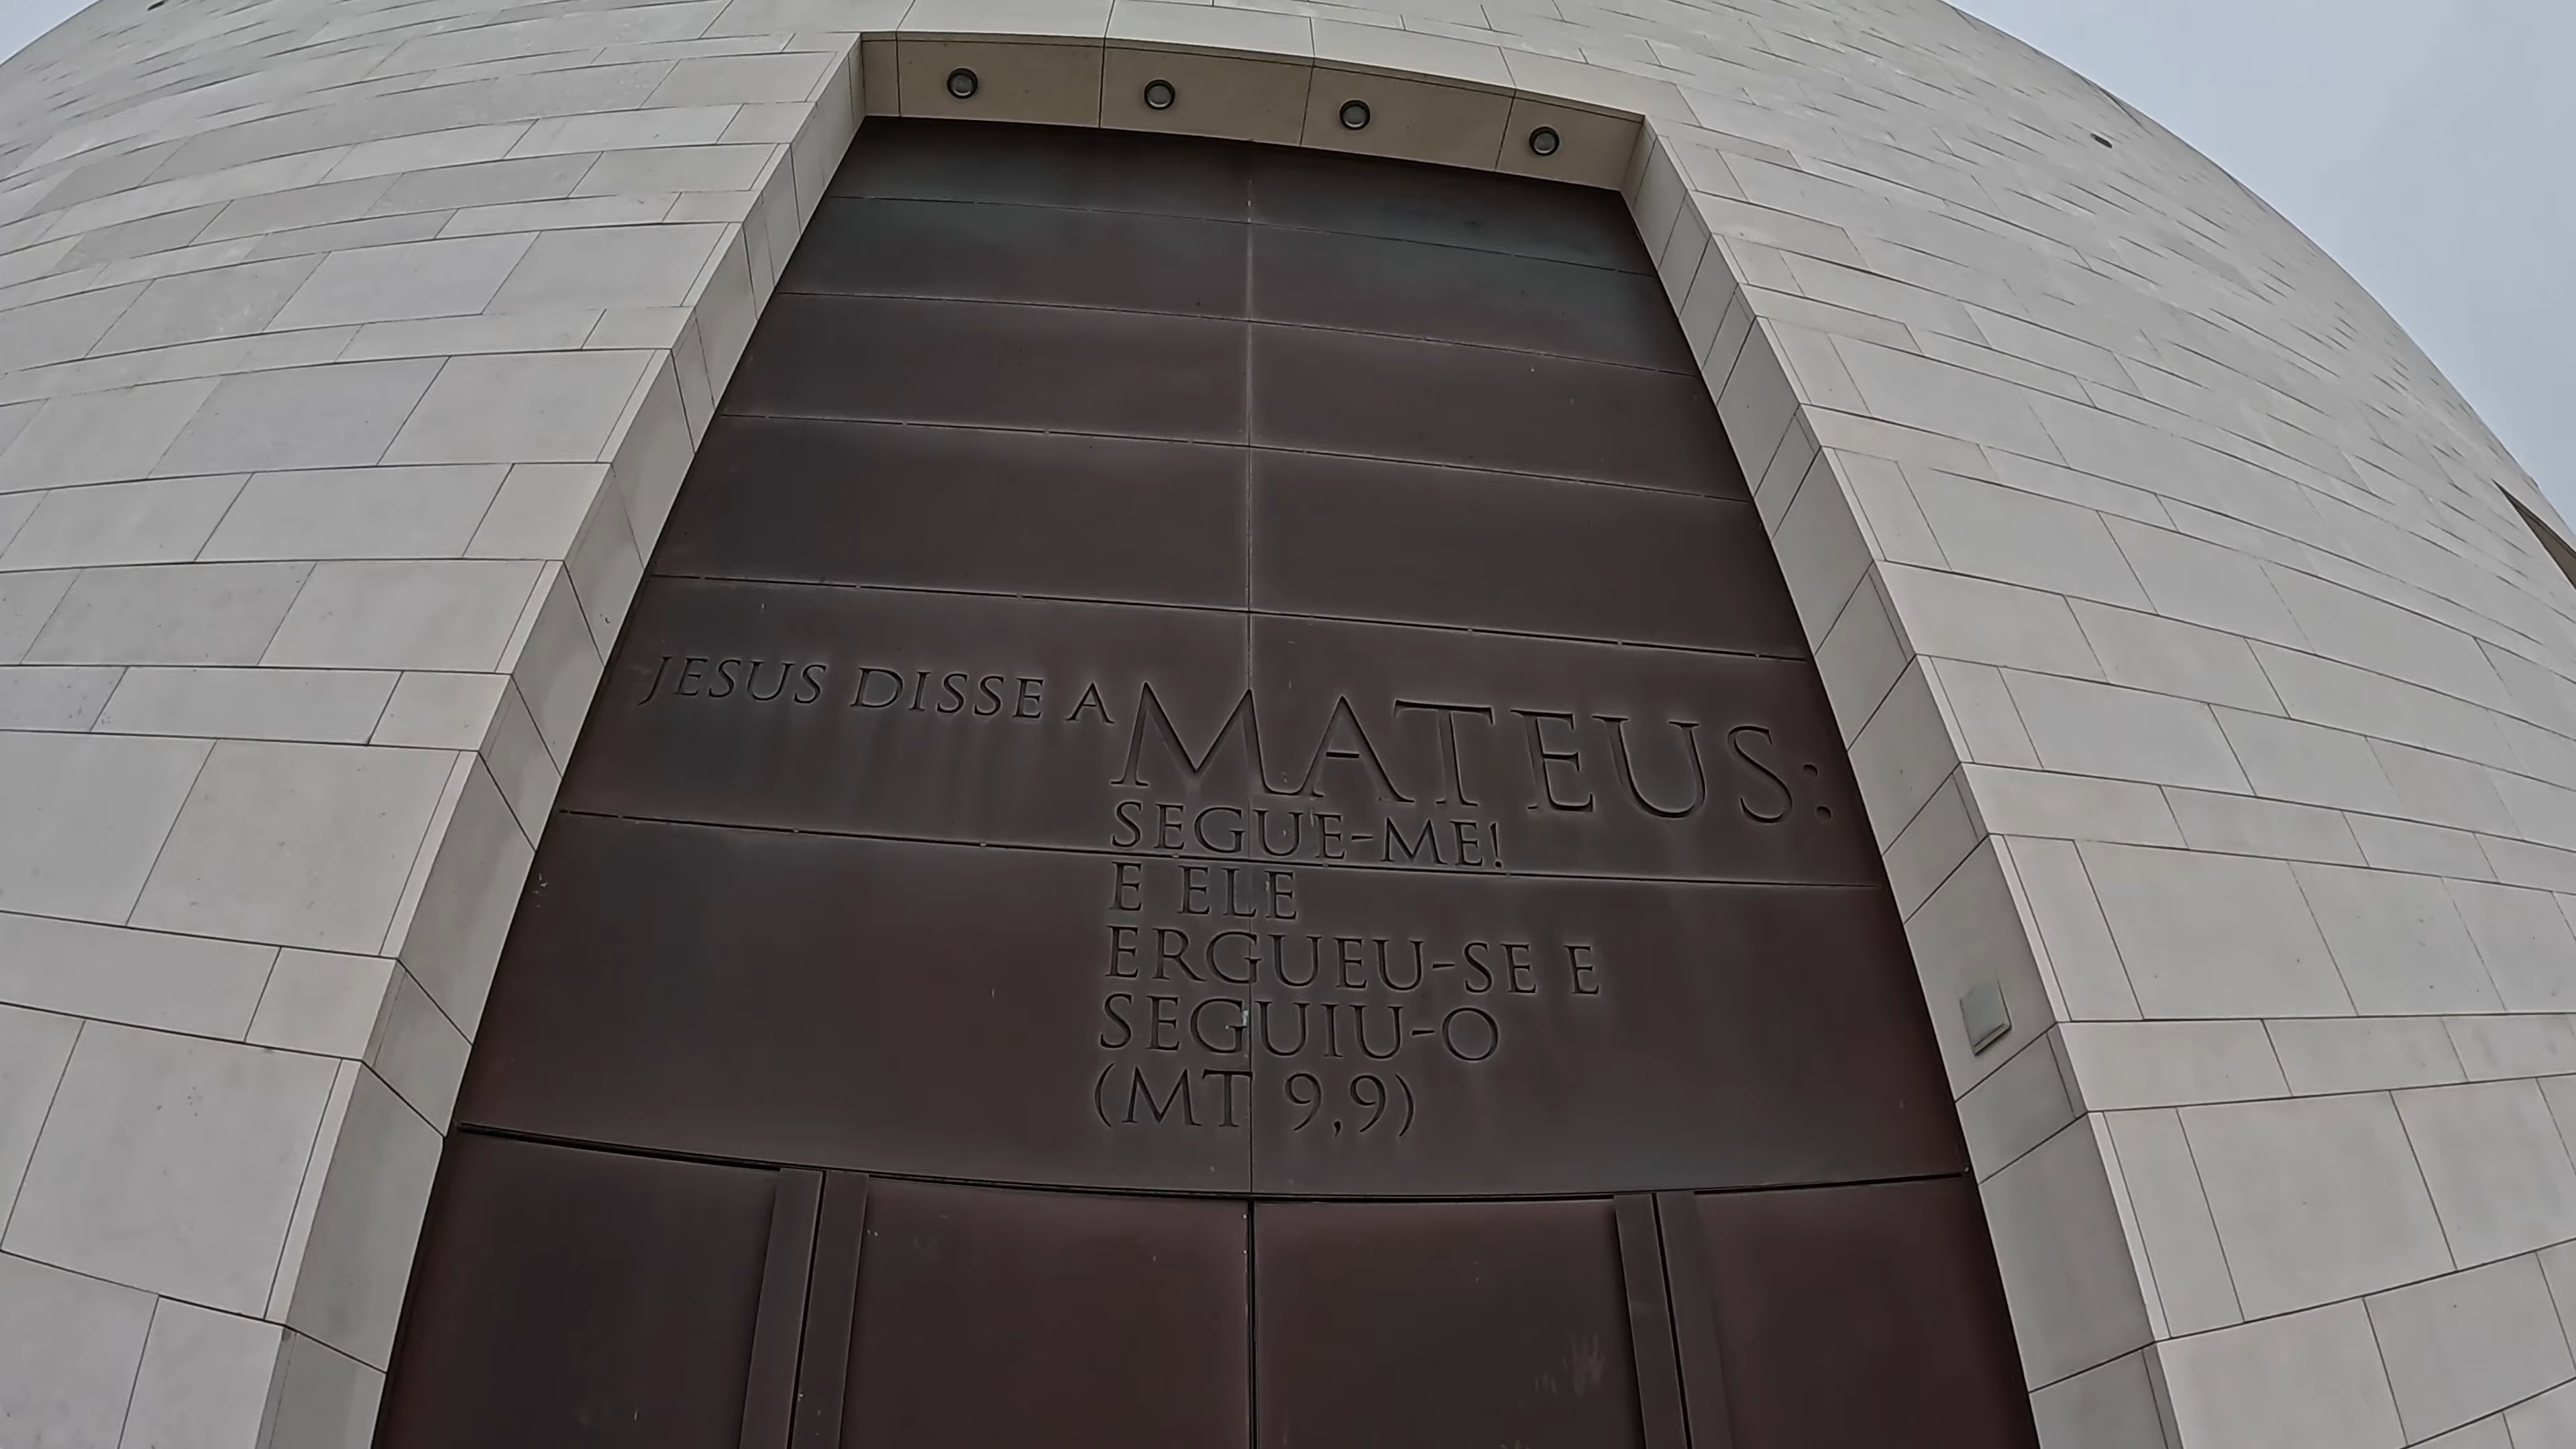 JESUS DISSE A MATEUS:
SEGUE-ME!
E ELE
ERGUEU-SE E
SEGUIU-O
(MT 9,9)